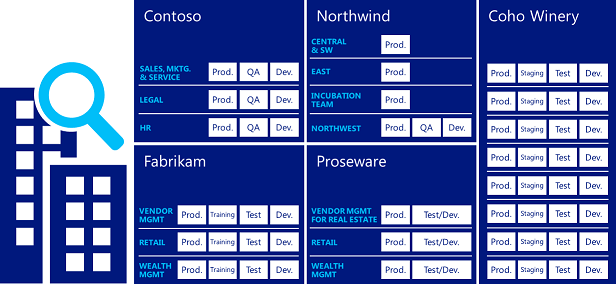 Contoso
SALES, MKTG.
& SERVICE
Prod. QA Dev.
LEGAL
Prod. QA Dev.
HR
Prod. QA Dev.
Northwind
CENTRAL
& SW
Prod.
EAST
Prod.
INCUBATION
TEAM
Prod.
NORTHWEST
Prod. QA Dev.
Coho Winery
Prod. Staging Test Dev.
Prod. Staging Test Dev.
Prod. Staging Test Dev.
Prod. Staging Test Dev.
Prod. Staging Test Dev.
Prod. Staging Test Dev.
Prod. Staging Test Dev.
Prod. Staging Test Dev.
Fabrikam
VENDOR
MGMT
Prod. Training Test Dev.
RETAIL
Prod. Training Test Dev.
WEALTH
MGMT
Prod. Training Test Dev.
Proseware
VENDOR MGMT
FOR REAL ESTATE
Prod. Test/Dev.
RETAIL
Prod. Test/Dev.
WEALTH
MGMT
Prod. Test/Dev.